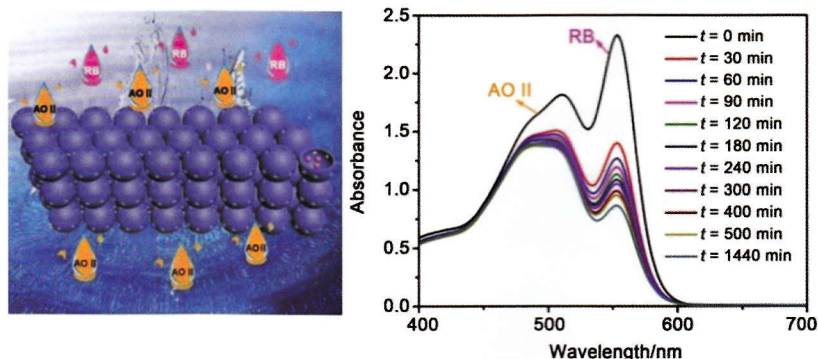 RB
RB
RB
AO II
AO II
AO II
AO II
AO II
AO II
2.5
2.0
1.5
1.0
0.5
0.0
Absorbance
400
500
600
700
Wavelength/nm
AO II
RB
t = 0 min
t = 30 min
t = 60 min
t = 90 min
t = 120 min
t = 180 min
t = 240 min
t = 300 min
t = 400 min
t = 500 min
t = 1440 min